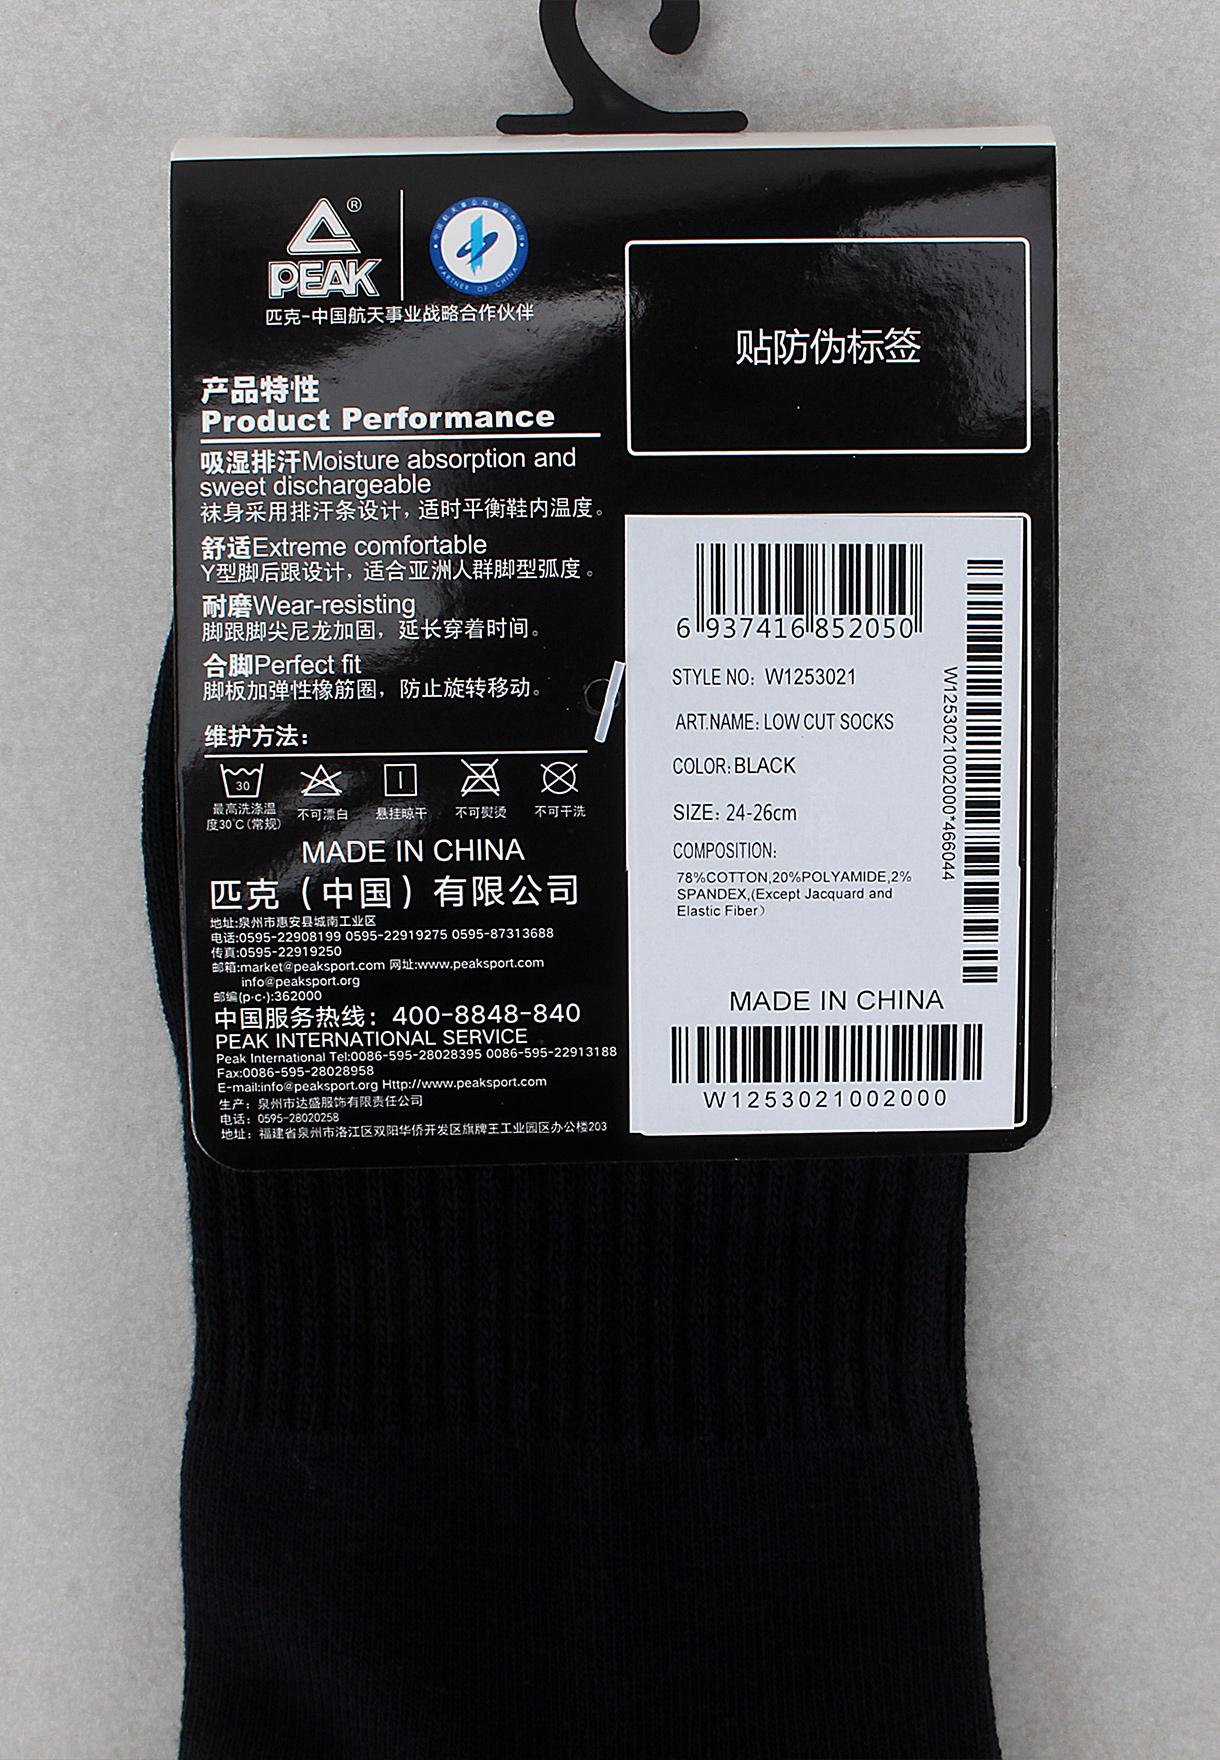 ®
PEAK
PARTNER OF CHINA
匹克-中国航天事业战略合作伙伴
产品特性
Product Performance
吸湿排汗Moisture absorption and
sweet dischargeable
袜身采用排汗条设计，适时平衡鞋内温度。
舒适Extreme comfortable
Y型脚后跟设计，适合亚洲人群脚型弧度。
耐磨Wear-resisting
脚跟脚尖尼龙加固，延长穿着时间。
合脚Perfect fit
脚板加弹性橡筋圈，防止旋转移动。
维护方法：
30
最高洗涤温
度30℃(常规)
不可漂白
悬挂晾干
不可熨烫
不可干洗
MADE IN CHINA
匹克（中国）有限公司
地址:泉州市惠安县城南工业区
电话:0595-22908199 0595-22919275 0595-87313688
传真:0595-22919250
邮箱:market@peaksport.com 网址:www.peaksport.com
info@peaksport.org
邮编(p·c·):362000
中国服务热线：400-8848-840
PEAK INTERNATIONAL SERVICE
Peak International Tel:0086-595-28028395 0086-595-22913188
Fax:0086-595-28028958
E-mail:info@peaksport.org Http://www.peaksport.com
生产：泉州市达盛服饰有限责任公司
电话：0595-28020258
地址：福建省泉州市洛江区双阳华侨开发区旗牌王工业园区办公楼203
贴防伪标签
6 937416 852050
STYLE NO: W1253021
ART.NAME: LOW CUT SOCKS
COLOR: BLACK
SIZE: 24-26cm
COMPOSITION:
78%COTTON,20%POLYAMIDE,2%
SPANDEX,(Except Jacquard and
Elastic Fiber）
W1253021002000*466044
MADE IN CHINA
W1253021002000